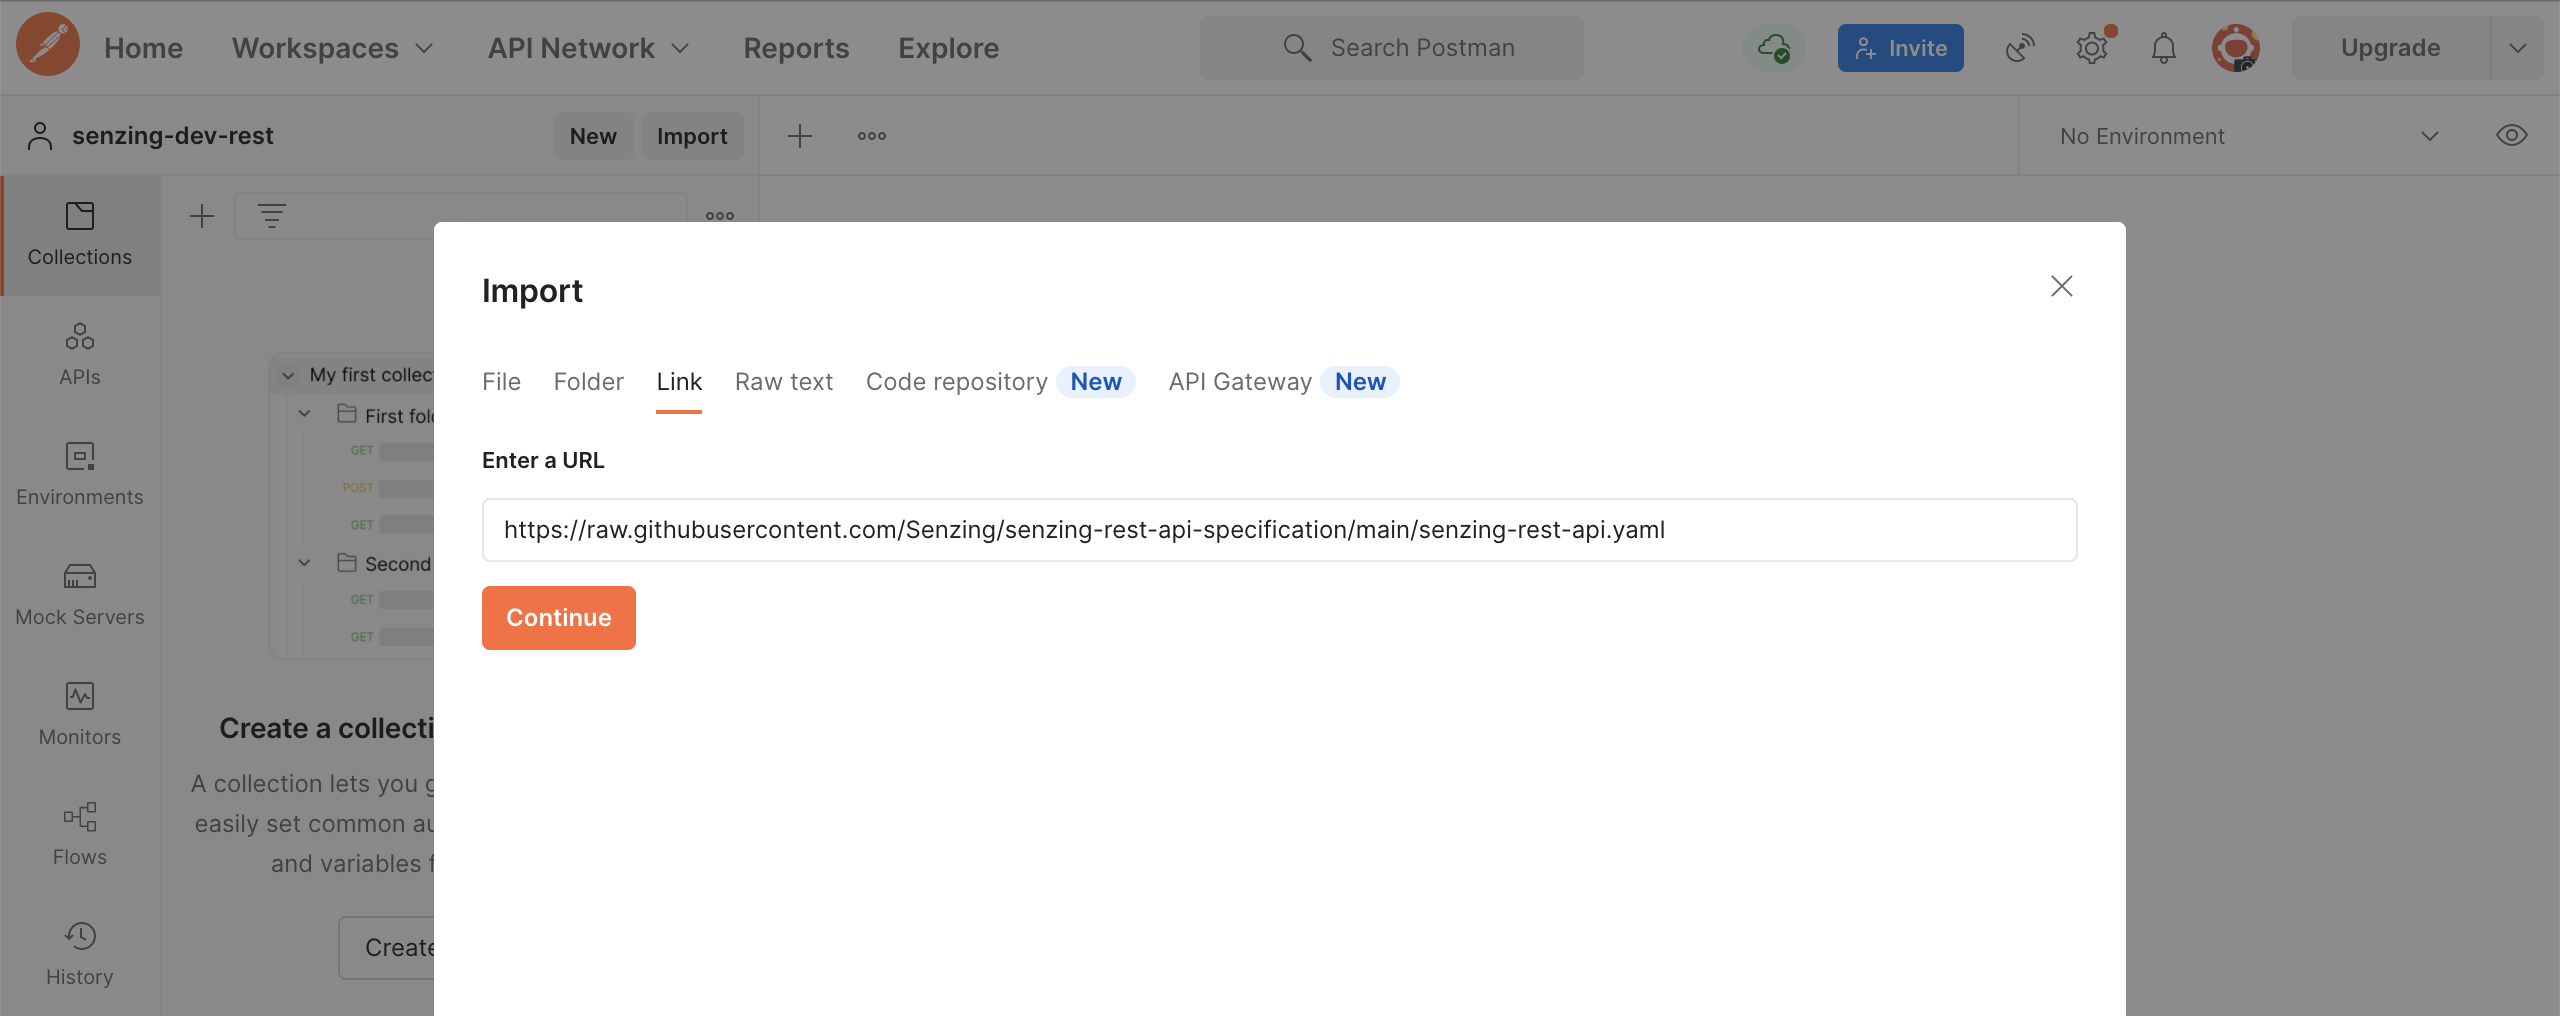 Home Workspaces API Network Reports Explore Search Postman Invite Upgrade
senzing-dev-rest New Import No Environment
Collections
APIs
Environments
Mock Servers
Monitors
Flows
History
My first collec
First fol
GET
POST
GET
Second
GET
GET
Create a collecti
A collection lets you g
easily set common au
and variables f
Create
Import
File Folder Link Raw text Code repository New API Gateway New
Enter a URL
https://raw.githubusercontent.com/Senzing/senzing-rest-api-specification/main/senzing-rest-api.yaml
Continue